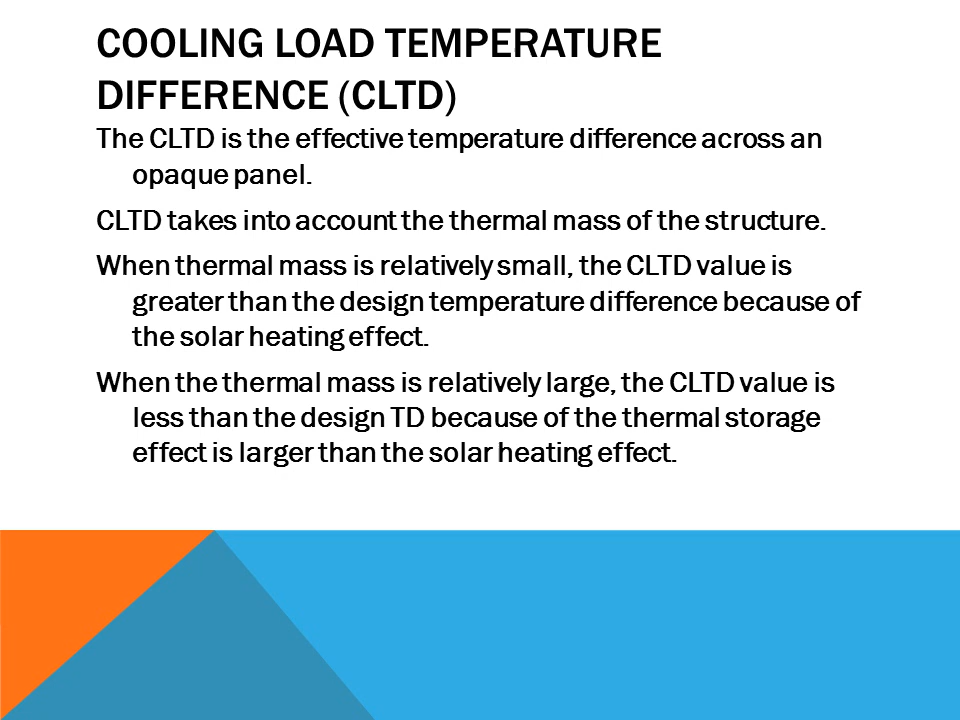 COOLING LOAD TEMPERATURE
DIFFERENCE (CLTD)
The CLTD is the effective temperature difference across an
opaque panel.
CLTD takes into account the thermal mass of the structure.
When thermal mass is relatively small, the CLTD value is
greater than the design temperature difference because of
the solar heating effect.
When the thermal mass is relatively large, the CLTD value is
less than the design TD because of the thermal storage
effect is larger than the solar heating effect.